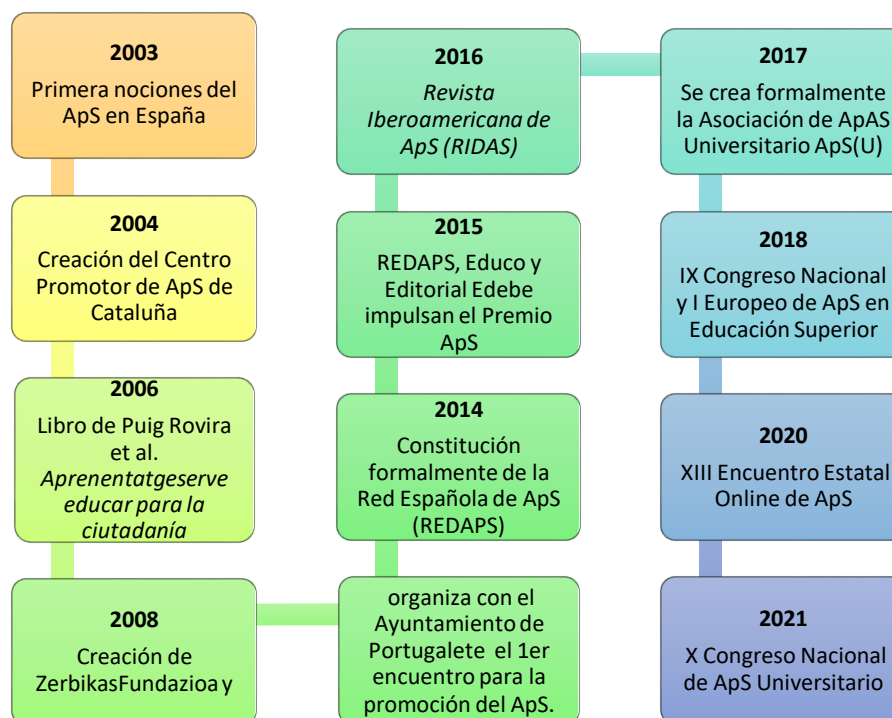 2003
Primera nociones del
ApS en España
2004
Creación del Centro
Promotor de ApS de
Cataluña
2006
Libro de Puig Rovira
et al.
Aprenentatgeserve
educar para la
ciutadanía
2008
Creación de
ZerbikasFundazioa y
organiza con el
Ayuntamiento de
Portugalete el 1er
encuentro para la
promoción del ApS.
2014
Constitución
formalmente de la
Red Española de ApS
(REDAPS)
2015
REDAPS, Educo y
Editorial Edebe
impulsan el Premio
ApS
2016
Revista
Iberoamericana de
ApS (RIDAS)
2017
Se crea formalmente
la Asociación de ApAS
Universitario ApS(U)
2018
IX Congreso Nacional
y I Europeo de ApS en
Educación Superior
2020
XIII Encuentro Estatal
Online de ApS
2021
X Congreso Nacional
de ApS Universitario